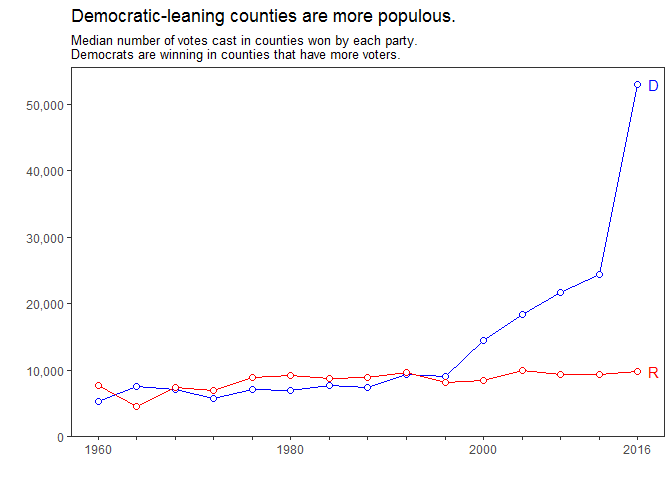 Democratic-leaning counties are more populous.
Median number of votes cast in counties won by each party.
Democrats are winning in counties that have more voters.
50,000
40,000
30,000
20,000
10,000
0
D
R
1960
1980
2000
2016